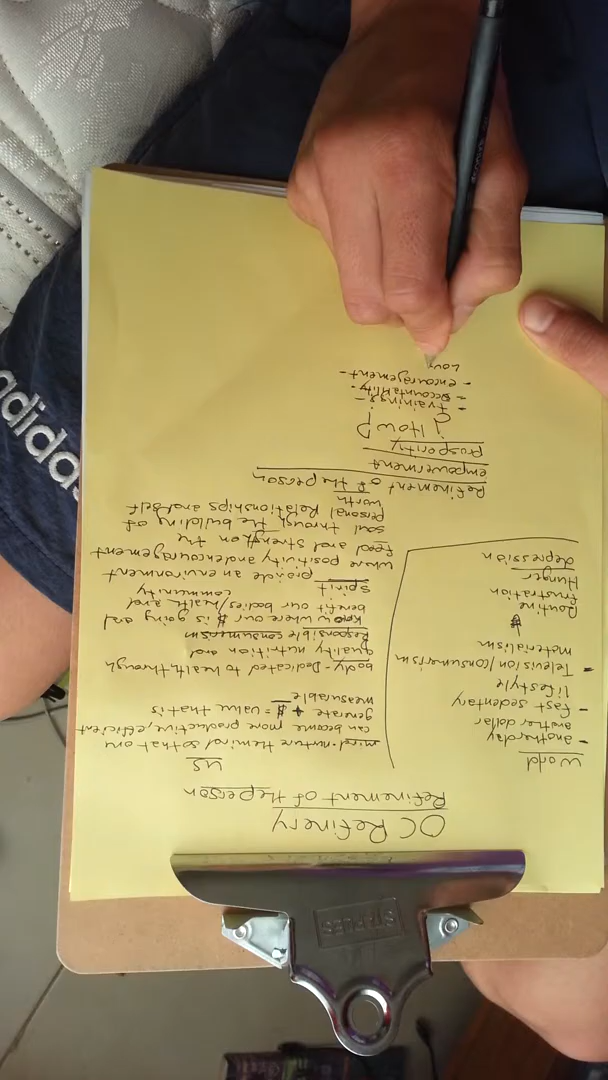 OC Refinery
Refinement of the person
World
- another day
another dollar
- fast sedentary
lifestyle
- Television/consumerism
materialism
$
Routine
frustration
Hunger
depression
US
mind - nurture the mind so that one
can become more productive, efficient
generate + $ = value that is
measurable
body - Dedicated to health through
quality nutrition and
Responsible consumerism
know where our $ is going and
benefit our bodies/health and
community
spirit
provide an environment
where positivity and encouragement
feed and strengthen the
soul through the building of
personal Relationships and self
worth
Refinement of the person
empowerment
prosperity
¿How?
- trainings -
- accountability -
- encouragement -
Lov
adidas
STAPLES